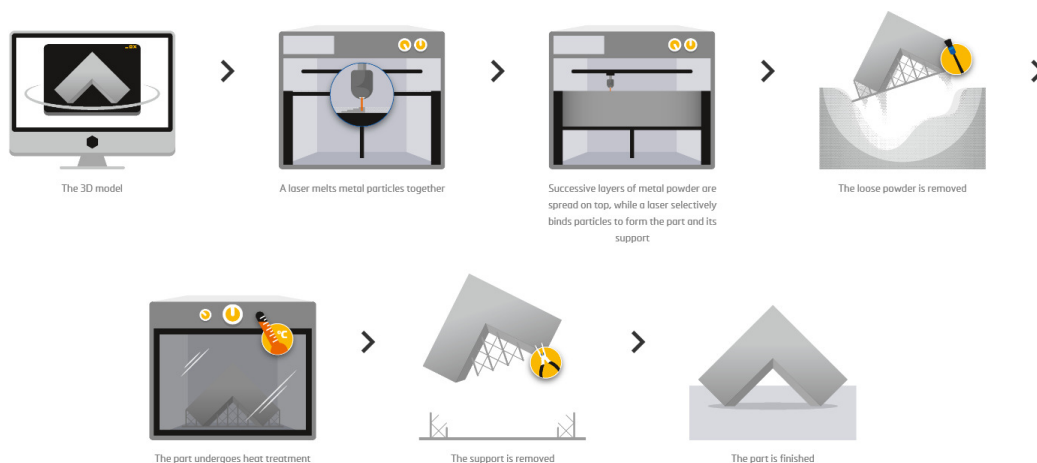 The 3D model
A laser melts metal particles together
Successive layers of metal powder are
spread on top, while a laser selectively
binds particles to form the part and its
support
The loose powder is removed
°C
The part undergoes heat treatment
The support is removed
The part is finished